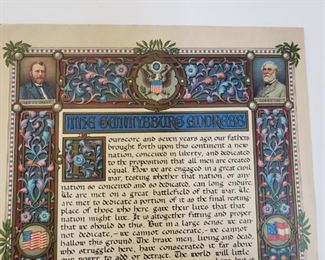 THE GETTYSBURG ADDRESS
Fourscore and seven years ago, our fathers
brought forth upon this continent a new
nation, conceived in liberty, and dedicated
to the proposition that all men are created
equal. Now we are engaged in a great civil
war, testing whether that nation, or any
nation so conceived and so dedicated, can long endure
We are met on a great battlefield of that war. We
are met to dedicate a portion of it as the final resting-
place of those who here gave their lives that that
nation might live. It is altogether fitting and proper
that we should do this. But in a large sense we can
not dedicate,—we cannot consecrate,—we cannot
hallow this ground The brave men, living and dead
who struggled here, have consecrated it far above
our power to add or detract. The world will little